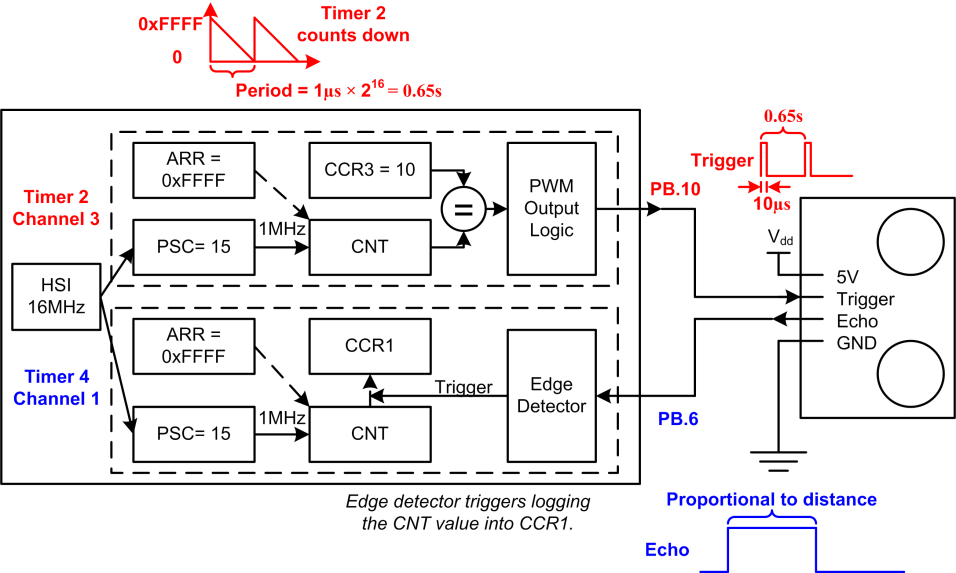 0xFFFF
0
Timer 2
counts down
Period = 1µs × 2^16 = 0.65s
Timer 2
Channel 3
ARR =
0xFFFF
CCR3 = 10
PSC= 15
1MHz
CNT
=
PWM
Output
Logic
PB.10
HSI
16MHz
Timer 4
Channel 1
ARR =
0xFFFF
CCR1
PSC= 15
1MHz
CNT
Trigger
Edge
Detector
PB.6
0.65s
Trigger
10µs
Vdd
5V
Trigger
Echo
GND
Edge detector triggers logging
the CNT value into CCR1.
Proportional to distance
Echo